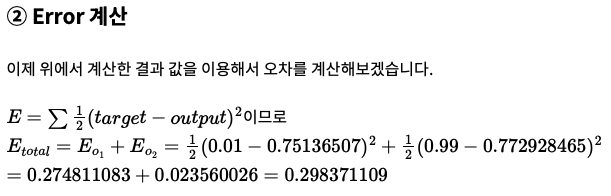 ② Error 계산
이제 위에서 계산한 결과 값을 이용해서 오차를 계산해보겠습니다.
E = ∑ ½(target − output)²이므로
E_total = E_o₁ + E_o₂ = ½(0.01 − 0.75136507)² + ½(0.99 − 0.772928465)²
= 0.274811083 + 0.023560026 = 0.298371109